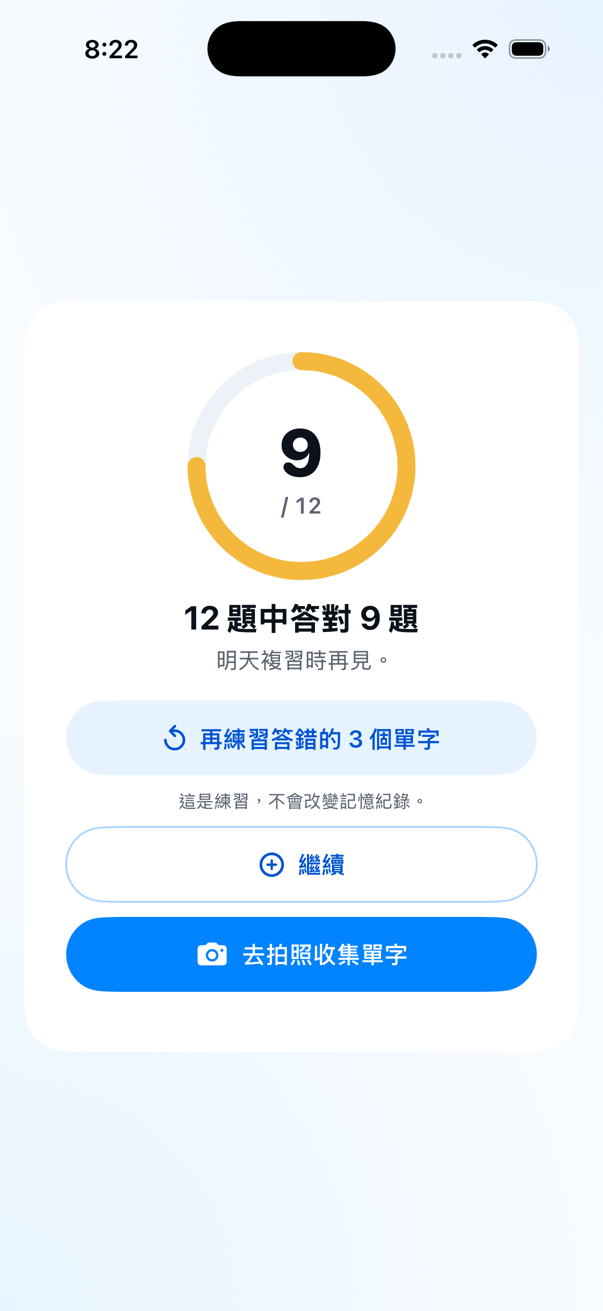 8:22
9
/ 12
12 題中答對 9 題
明天複習時再見。
再練習答錯的 3 個單字
這是練習，不會改變記憶紀錄。
繼續
去拍照收集單字